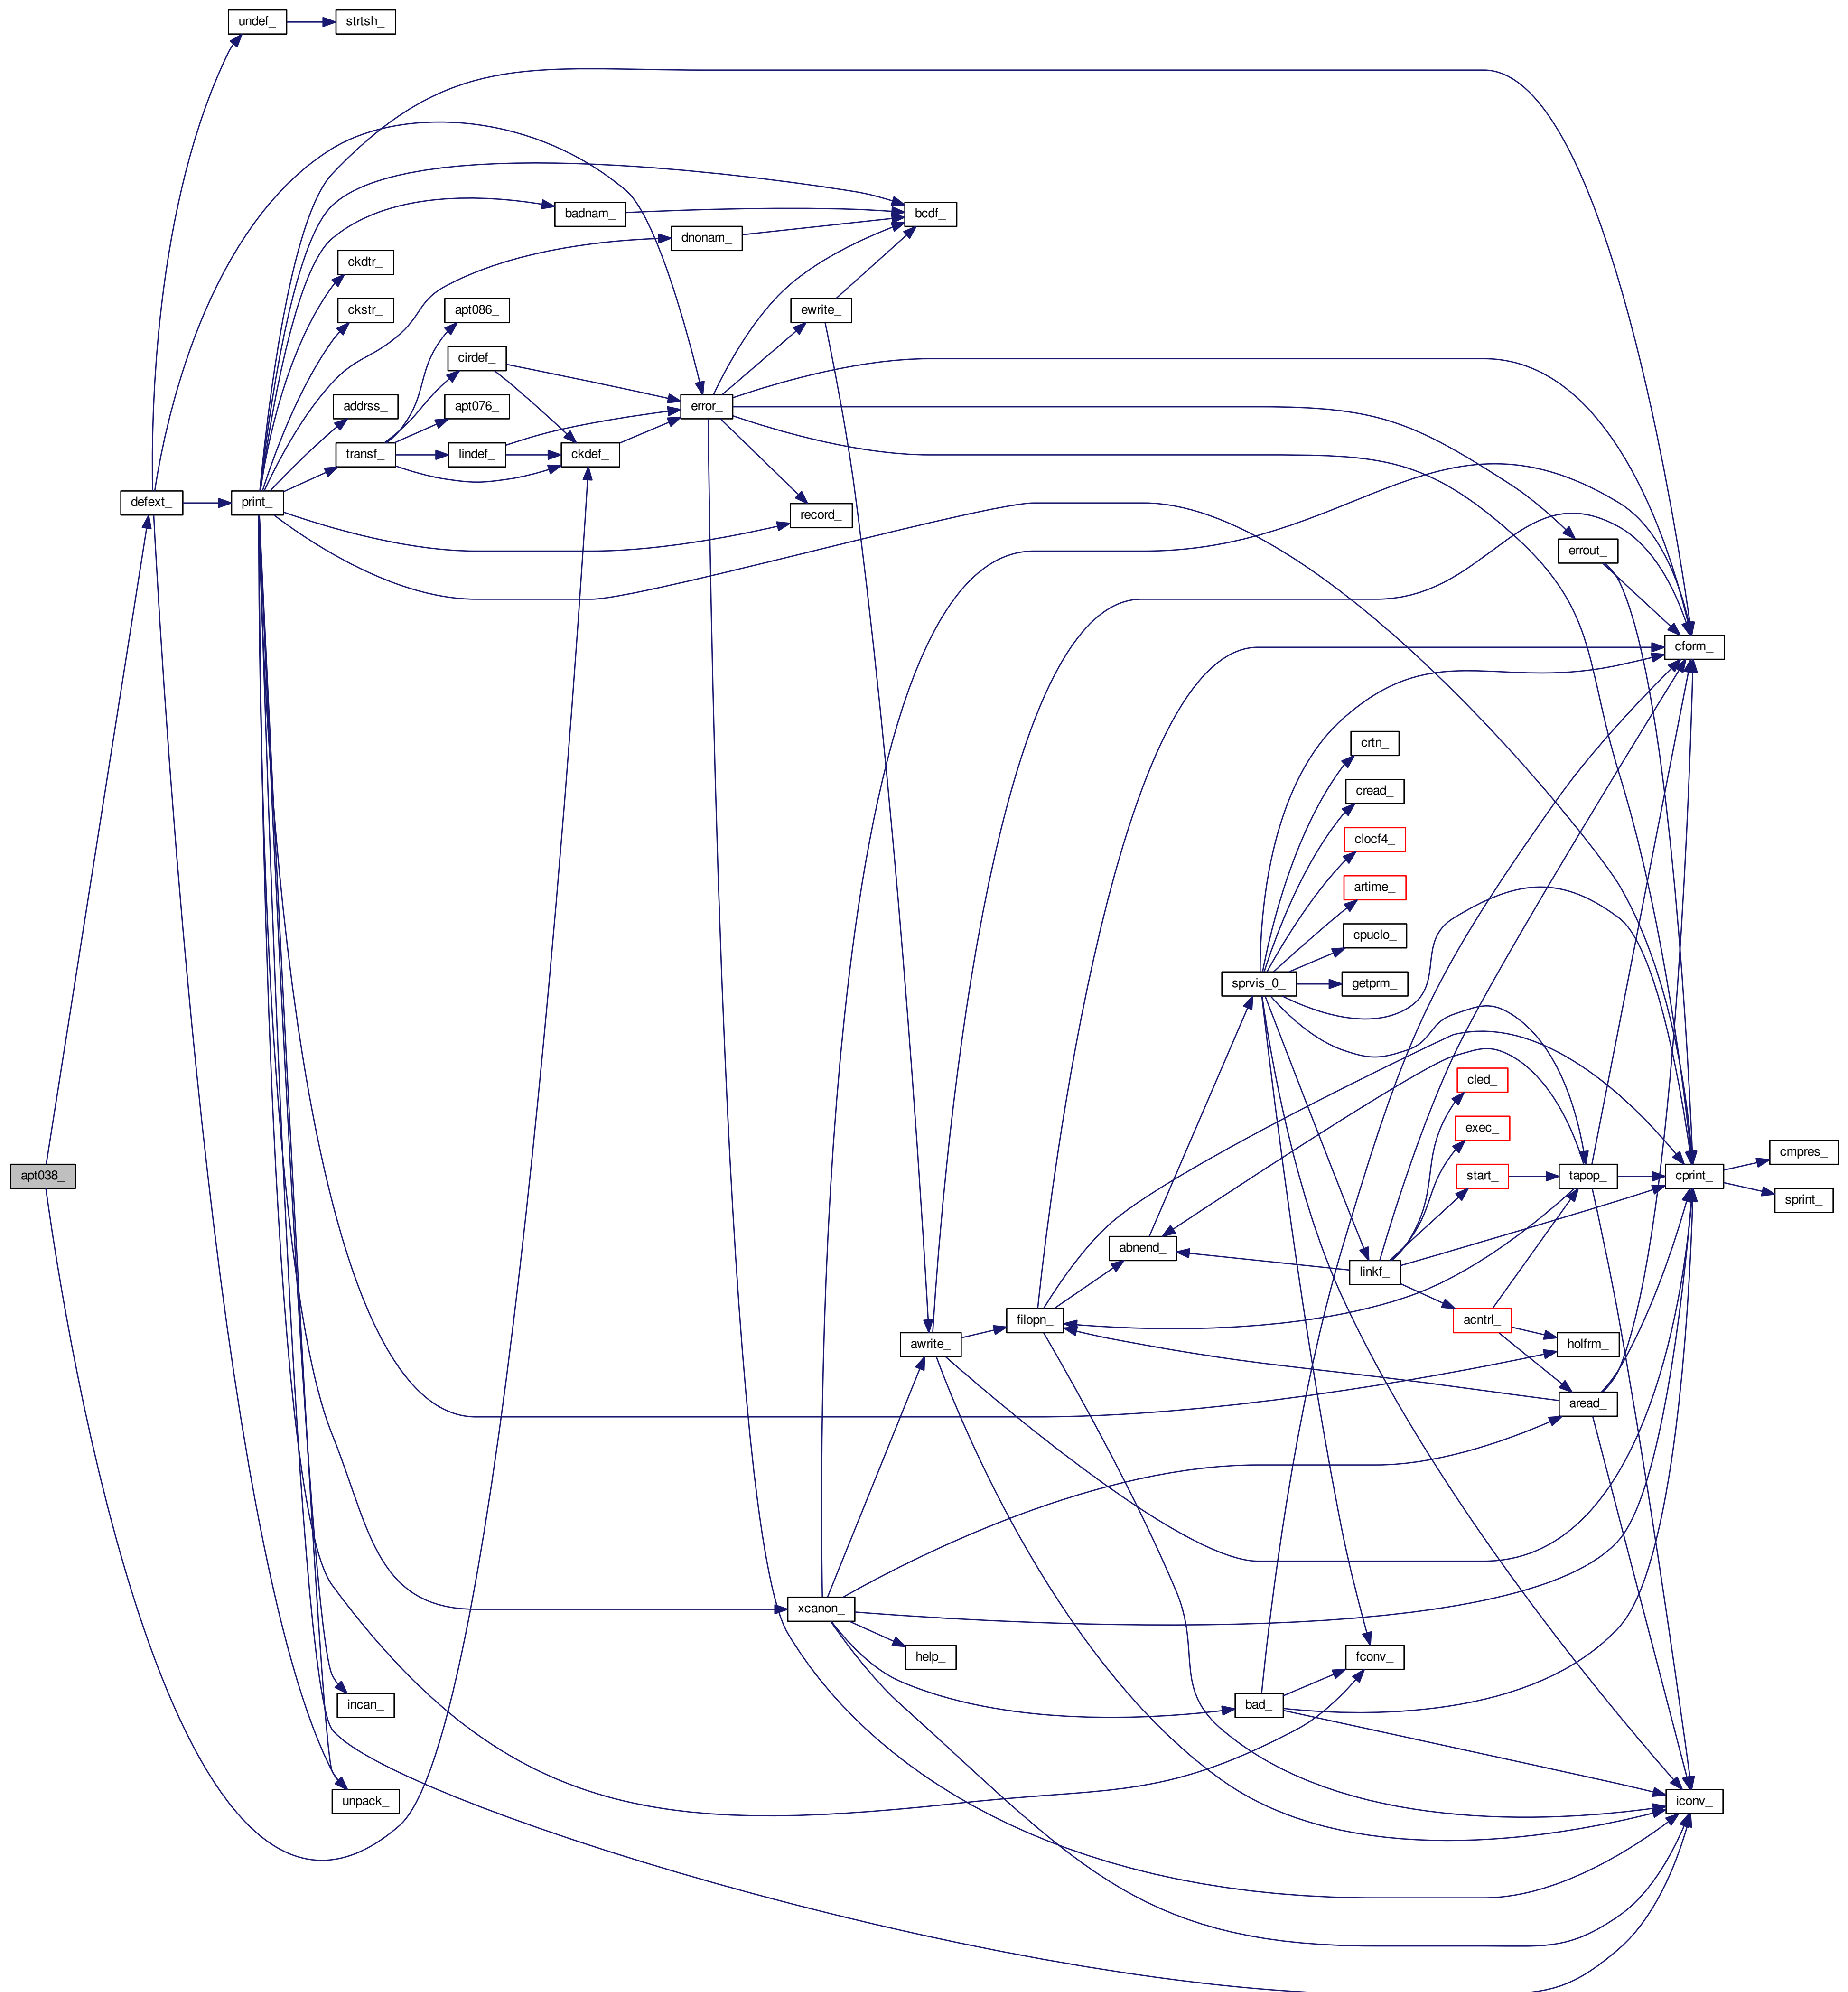 undef_
strtsh_
badnam_
bcdf_
dnonam_
ckdtr_
ckstr_
apt086_
ewrite_
cirdef_
addrss_
apt076_
error_
transf_
lindef_
ckdef_
defext_
print_
record_
errout_
cform_
crtn_
cread_
clocf4_
artime_
cpuclo_
sprvis_0_
getprm_
cled_
exec_
cmpres_
apt038_
start_
tapop_
cprint_
sprint_
abnend_
linkf_
filopn_
acntrl_
awrite_
holfrm_
aread_
xcanon_
help_
fconv_
incan_
bad_
unpack_
iconv_